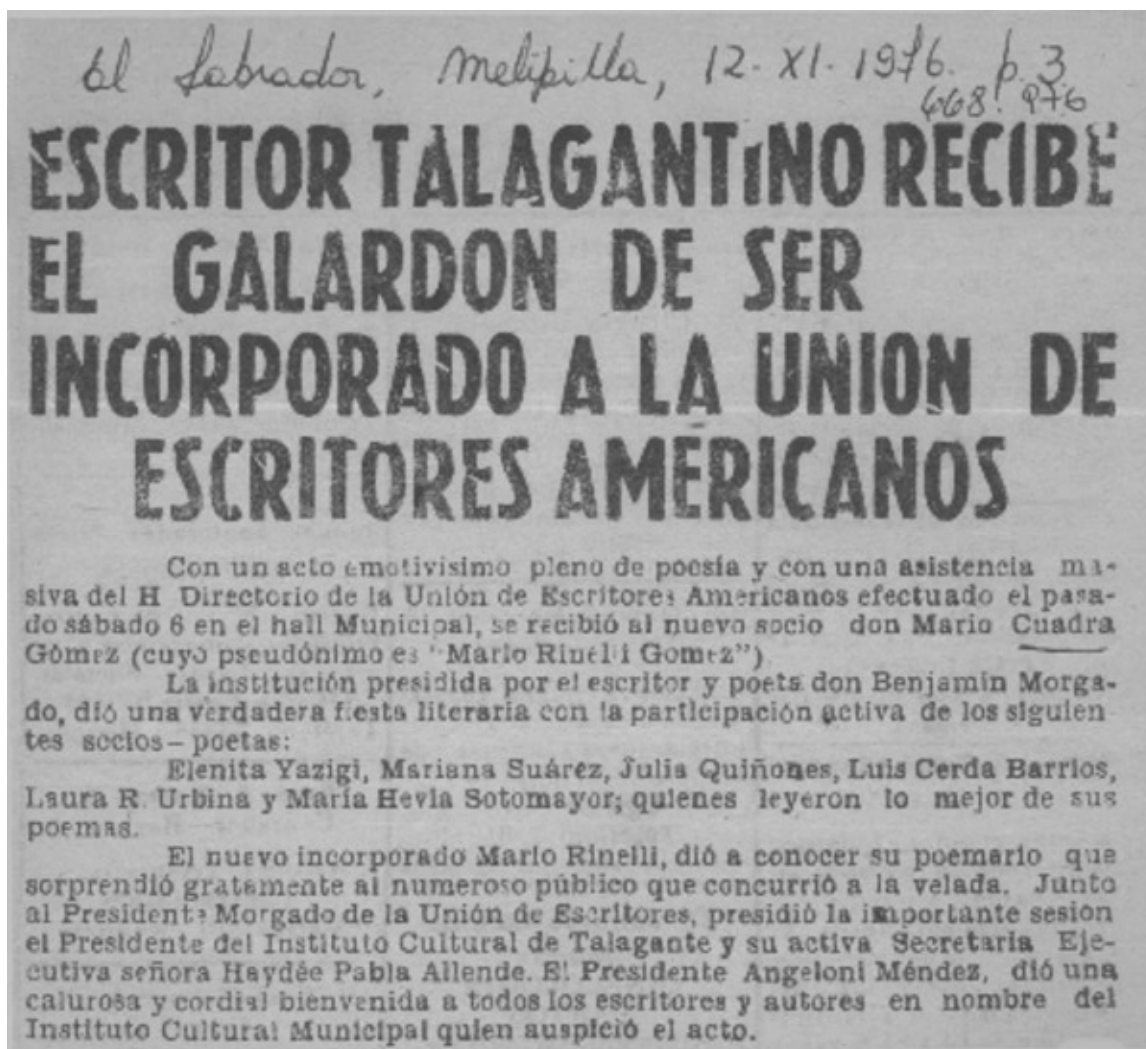 El Labrador, Melipilla, 12-XI-1976. p. 3
668! 976
ESCRITOR TALAGANTINO RECIBE
EL GALARDON DE SER
INCORPORADO A LA UNION DE
ESCRITORES AMERICANOS
Con un acto emotivisimo pleno de poesía y con una asistencia ma-
siva del H Directorio de la Unión de Escritores Americanos efectuado el pasa-
do sábado 6 en el hall Municipal, se recibió al nuevo socio don Mario Cuadra
Gómez (cuyo pseudónimo es "Mario Rinelli Gomez")
La institución presidida por el escritor y poeta don Benjamín Morga-
do, dió una verdadera fiesta literaria con la participación activa de los siguien
tes socios-poetas:
Elenita Yazigi, Mariana Suárez, Julia Quiñones, Luis Cerda Barrios,
Laura R. Urbina y María Hevia Sotomayor; quienes leyeron lo mejor de sus
poemas.
El nuevo incorporado Mario Rinelli, dió a conocer su poemario que
sorprendió gratamente al numeroso público que concurrió a la velada. Junto
al Presidente Morgado de la Unión de Escritores, presidió la importante sesión
el Presidente del Instituto Cultural de Talagante y su activa Secretaria Eje-
cutiva señora Haydée Pabla Allende. El Presidente Angeloni Méndez, dió una
calurosa y cordial bienvenida a todos los escritores y autores en nombre del
Instituto Cultural Municipal quien auspició el acto.